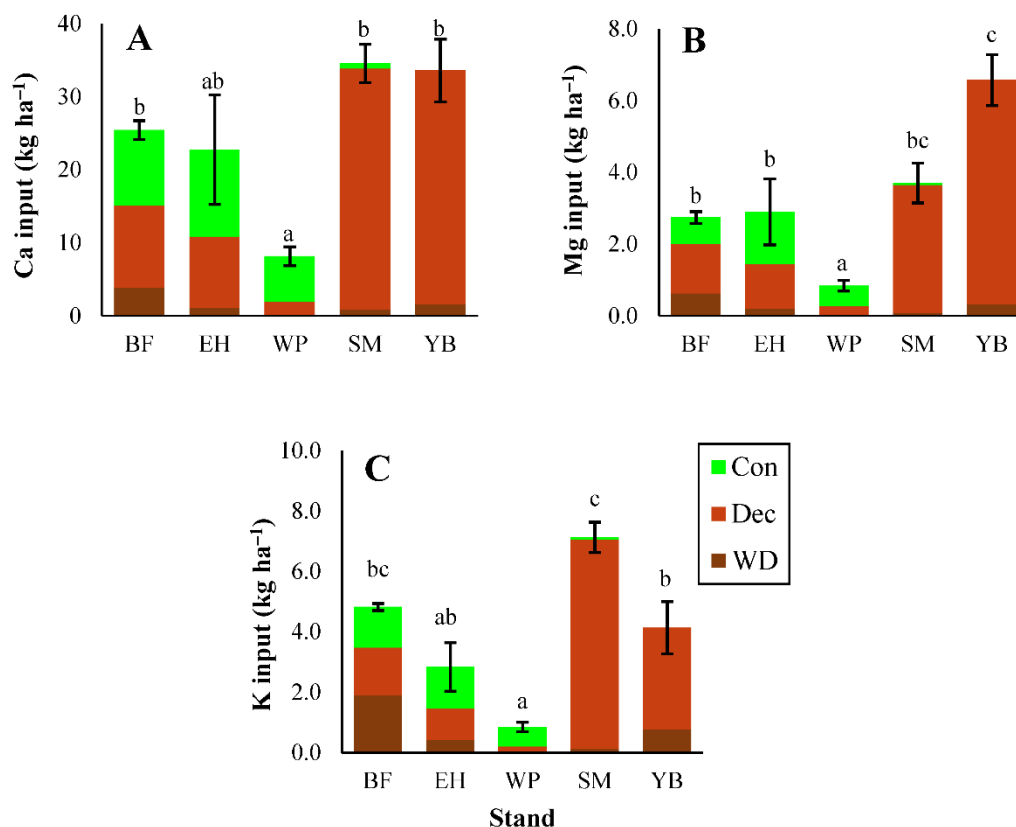 A
Ca input (kg ha⁻¹)
40
30
20
10
0
b
ab
a
b
b
BF EH WP SM YB
B
Mg input (kg ha⁻¹)
8.0
6.0
4.0
2.0
0.0
b
b
a
bc
c
BF EH WP SM YB
C
K input (kg ha⁻¹)
10.0
8.0
6.0
4.0
2.0
0.0
bc
ab
a
c
b
BF EH WP SM YB
Stand
Con
Dec
WD